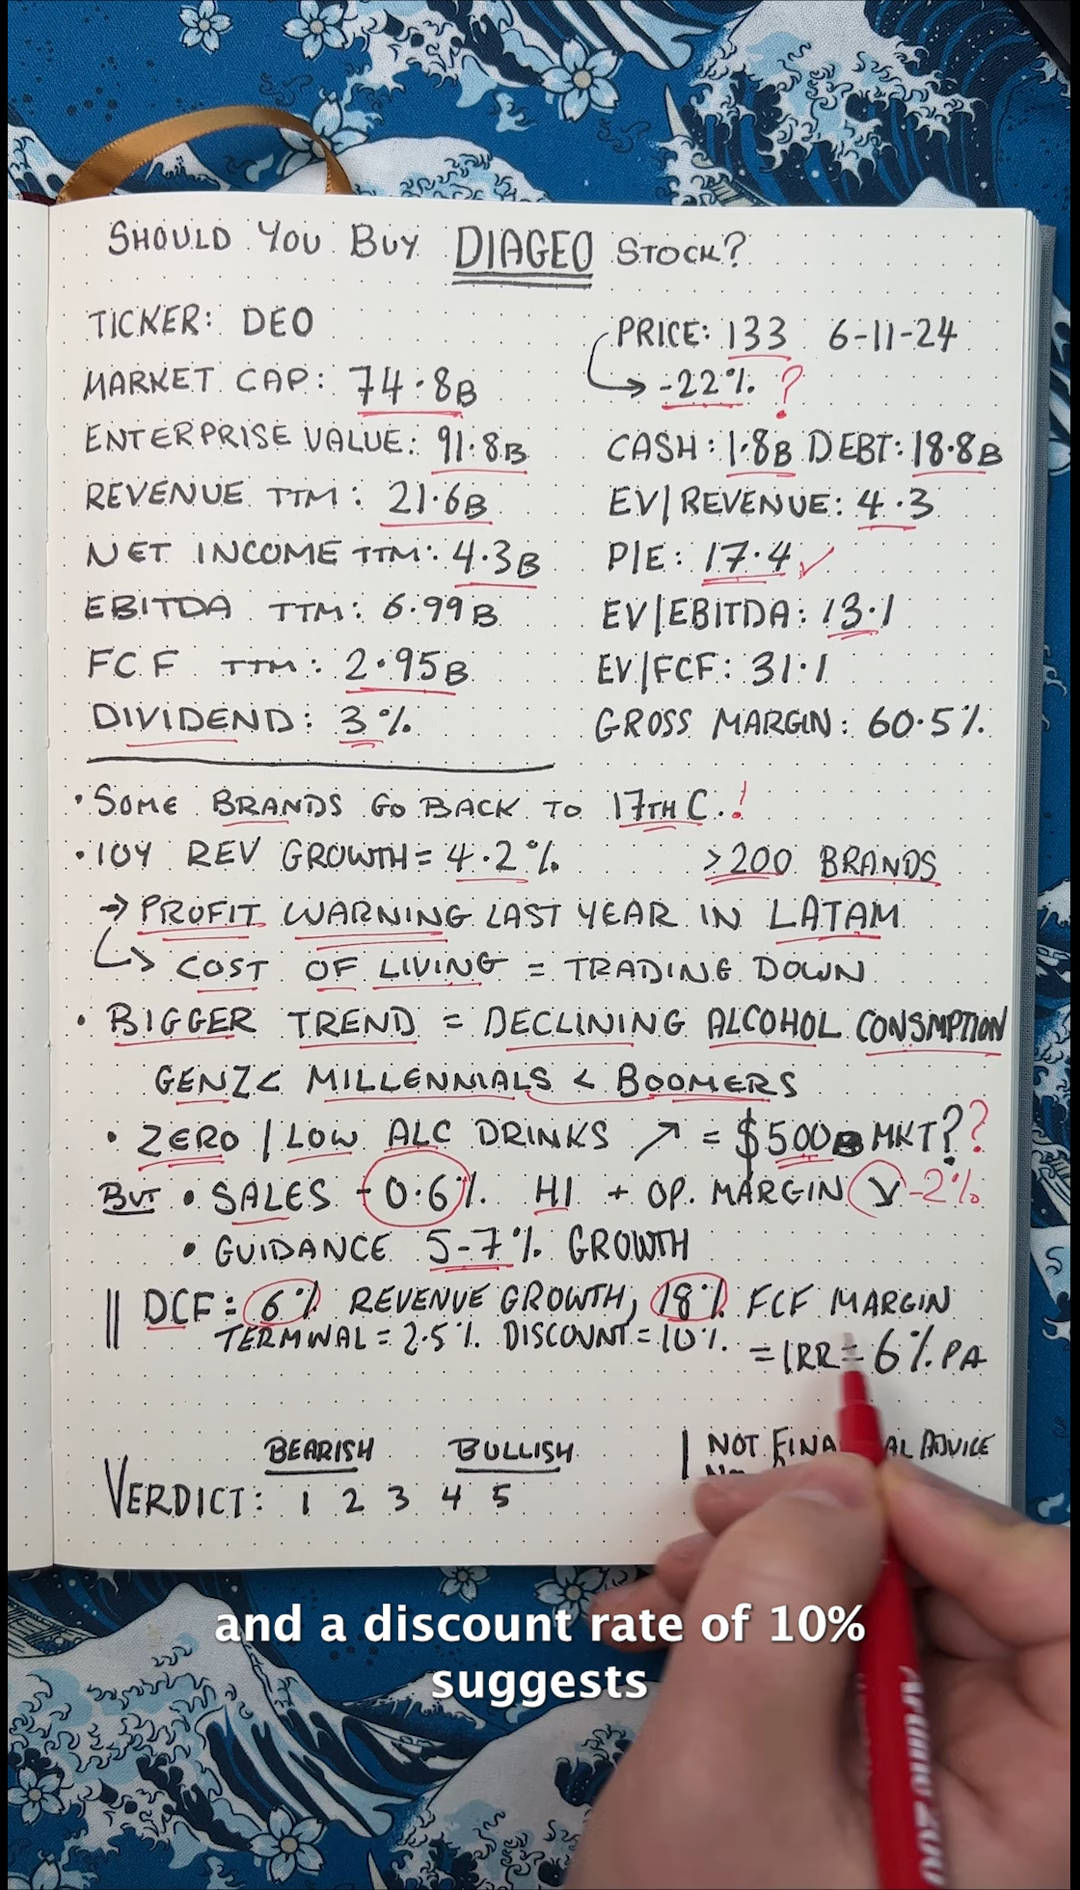 SHOULD YOU BUY DIAGEO STOCK?
TICKER: DEO
PRICE: 133 6-11-24
MARKET CAP: 74.8B
→ -22% ?
ENTERPRISE VALUE: 91.8B
CASH: 1.8B DEBT: 18.8B
REVENUE TTM: 21.6B
EV/REVENUE: 4.3
NET INCOME TTM: 4.3B
P/E: 17.4 ✓
EBITDA TTM: 6.99B
EV/EBITDA: 13.1
FCF TTM: 2.95B
EV/FCF: 31.1
DIVIDEND: 3%
GROSS MARGIN: 60.5%
• SOME BRANDS GO BACK TO 17TH C.!
• 10Y REV GROWTH = 4.2% >200 BRANDS
→ PROFIT WARNING LAST YEAR IN LATAM
↳ COST OF LIVING = TRADING DOWN
• BIGGER TREND = DECLINING ALCOHOL CONSMPTION
GENZ < MILLENNIALS < BOOMERS
• ZERO / LOW ALC DRINKS ↗ = $500B MKT??
BUT • SALES -0.6% H1 + OP. MARGIN ↘ -2%
• GUIDANCE 5-7% GROWTH
|| DCF: 6% REVENUE GROWTH, 18% FCF MARGIN
TERMINAL = 2.5% DISCOUNT = 10%
= IRR = 6% PA
BEARISH BULLISH
VERDICT: 1 2 3 4 5
NOT FINA AL ADVICE
and a discount rate of 10%
suggests